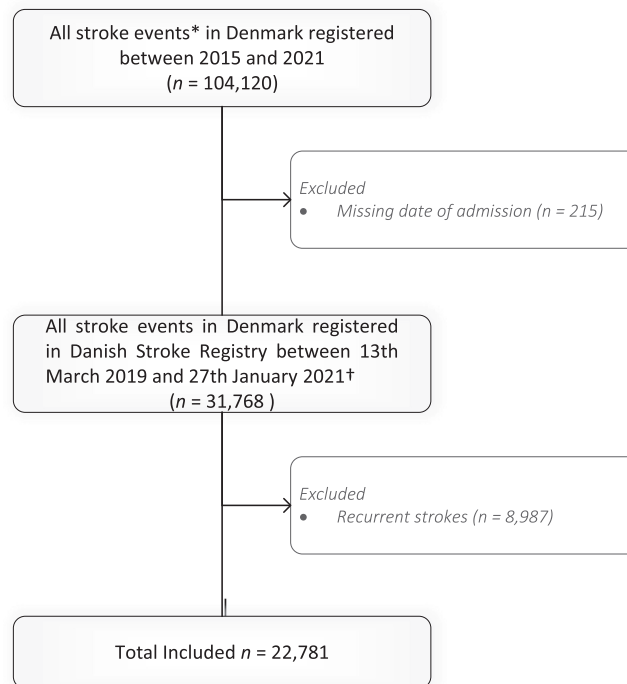 All stroke events* in Denmark registered
between 2015 and 2021
(n = 104,120)
Excluded
• Missing date of admission (n = 215)
All stroke events in Denmark registered
in Danish Stroke Registry between 13th
March 2019 and 27th January 2021†
(n = 31,768 )
Excluded
• Recurrent strokes (n = 8,987)
Total Included n = 22,781